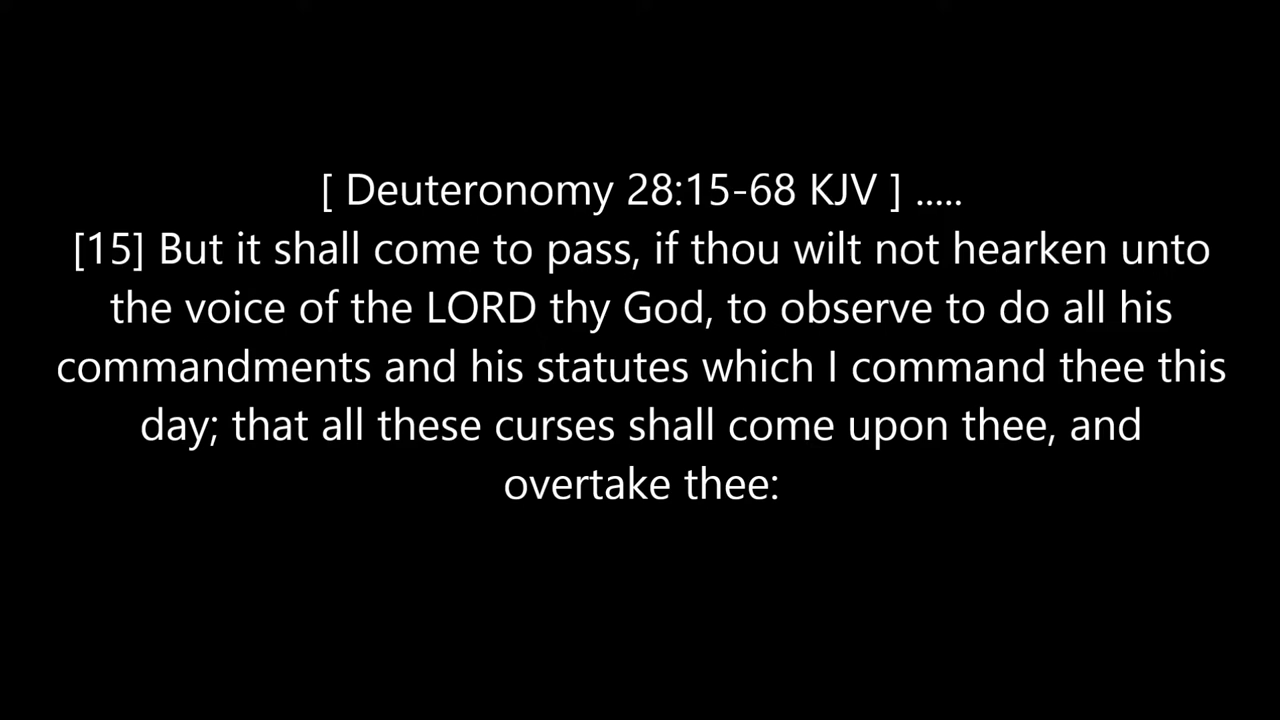 [ Deuteronomy 28:15-68 KJV ] .....
[15] But it shall come to pass, if thou wilt not hearken unto
the voice of the LORD thy God, to observe to do all his
commandments and his statutes which I command thee this
day; that all these curses shall come upon thee, and
overtake thee: